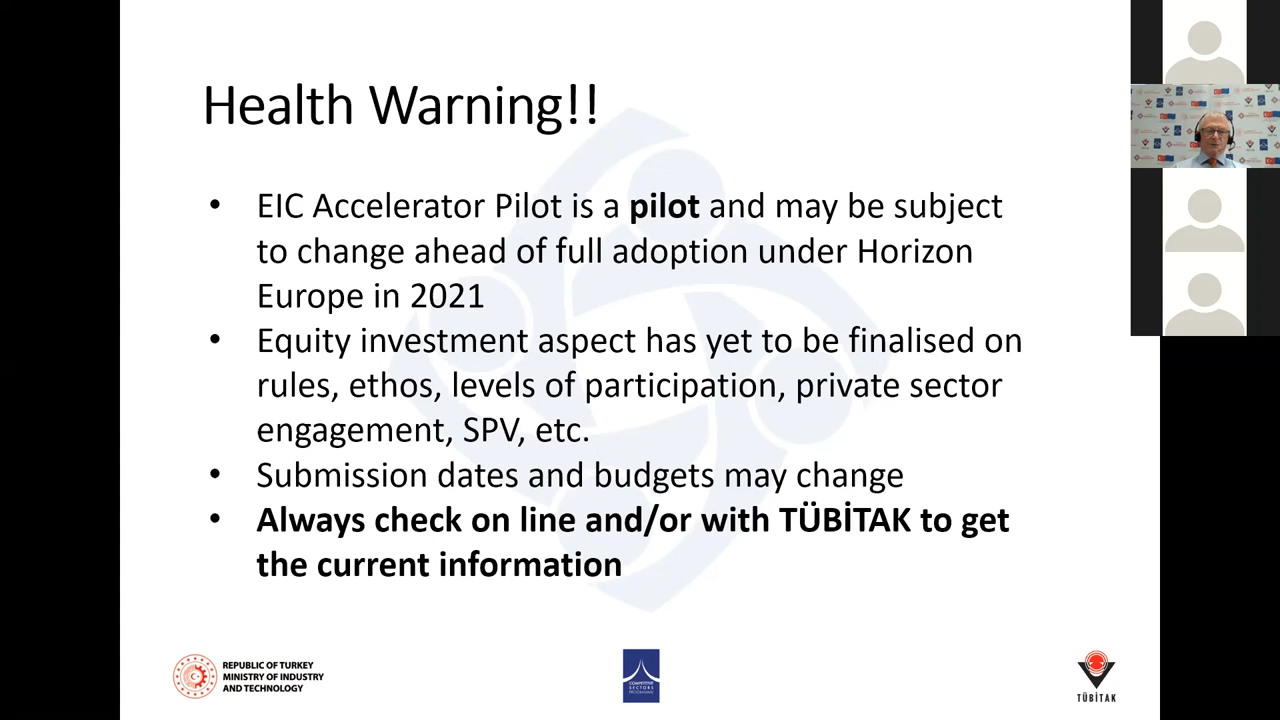 Health Warning!!
• EIC Accelerator Pilot is a pilot and may be subject
to change ahead of full adoption under Horizon
Europe in 2021
• Equity investment aspect has yet to be finalised on
rules, ethos, levels of participation, private sector
engagement, SPV, etc.
• Submission dates and budgets may change
• Always check on line and/or with TÜBİTAK to get
the current information
REPUBLIC OF TURKEY
MINISTRY OF INDUSTRY
AND TECHNOLOGY
COMPETITIVE
SECTORS
PROGRAMME
TÜBİTAK